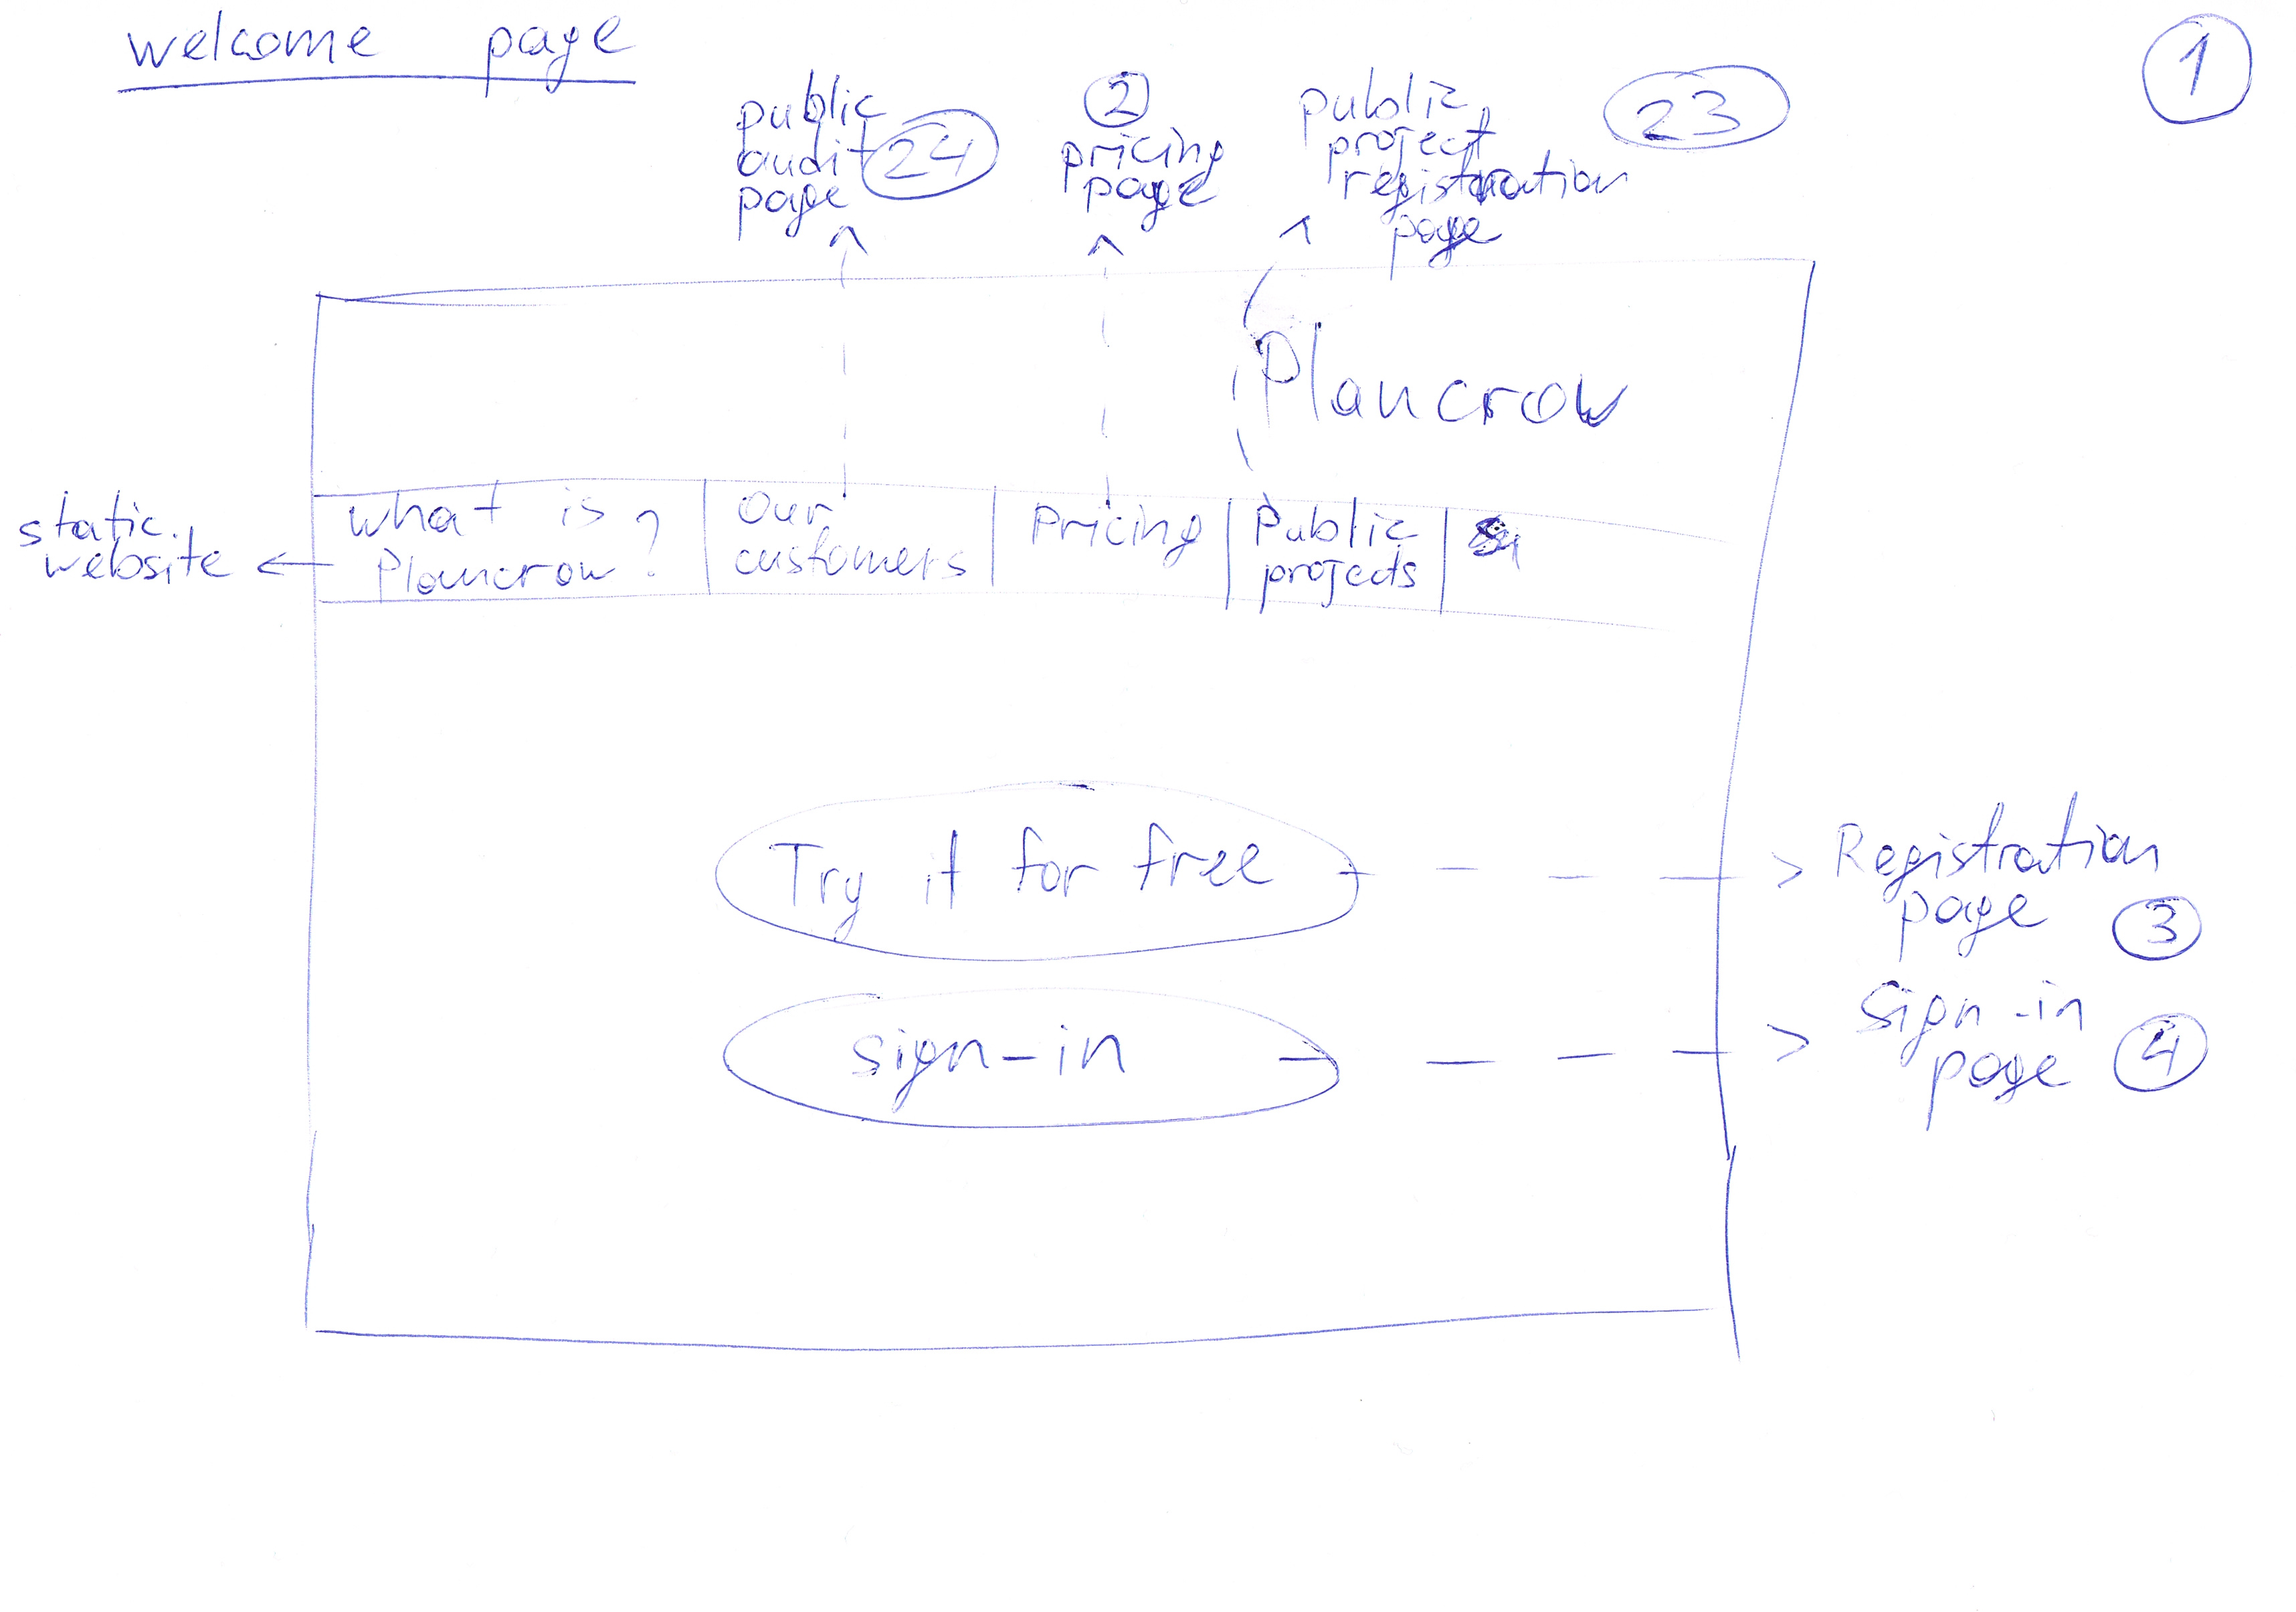 welcome page
1
public
audit
page
24
2
pricing
page
public
project
registration
page
23
Plancrow
static
website
what is
Plancrow?
Our
customers
Pricing
Public
projects
Try it for free
Registration
page
3
sign-in
Sign-in
page
4